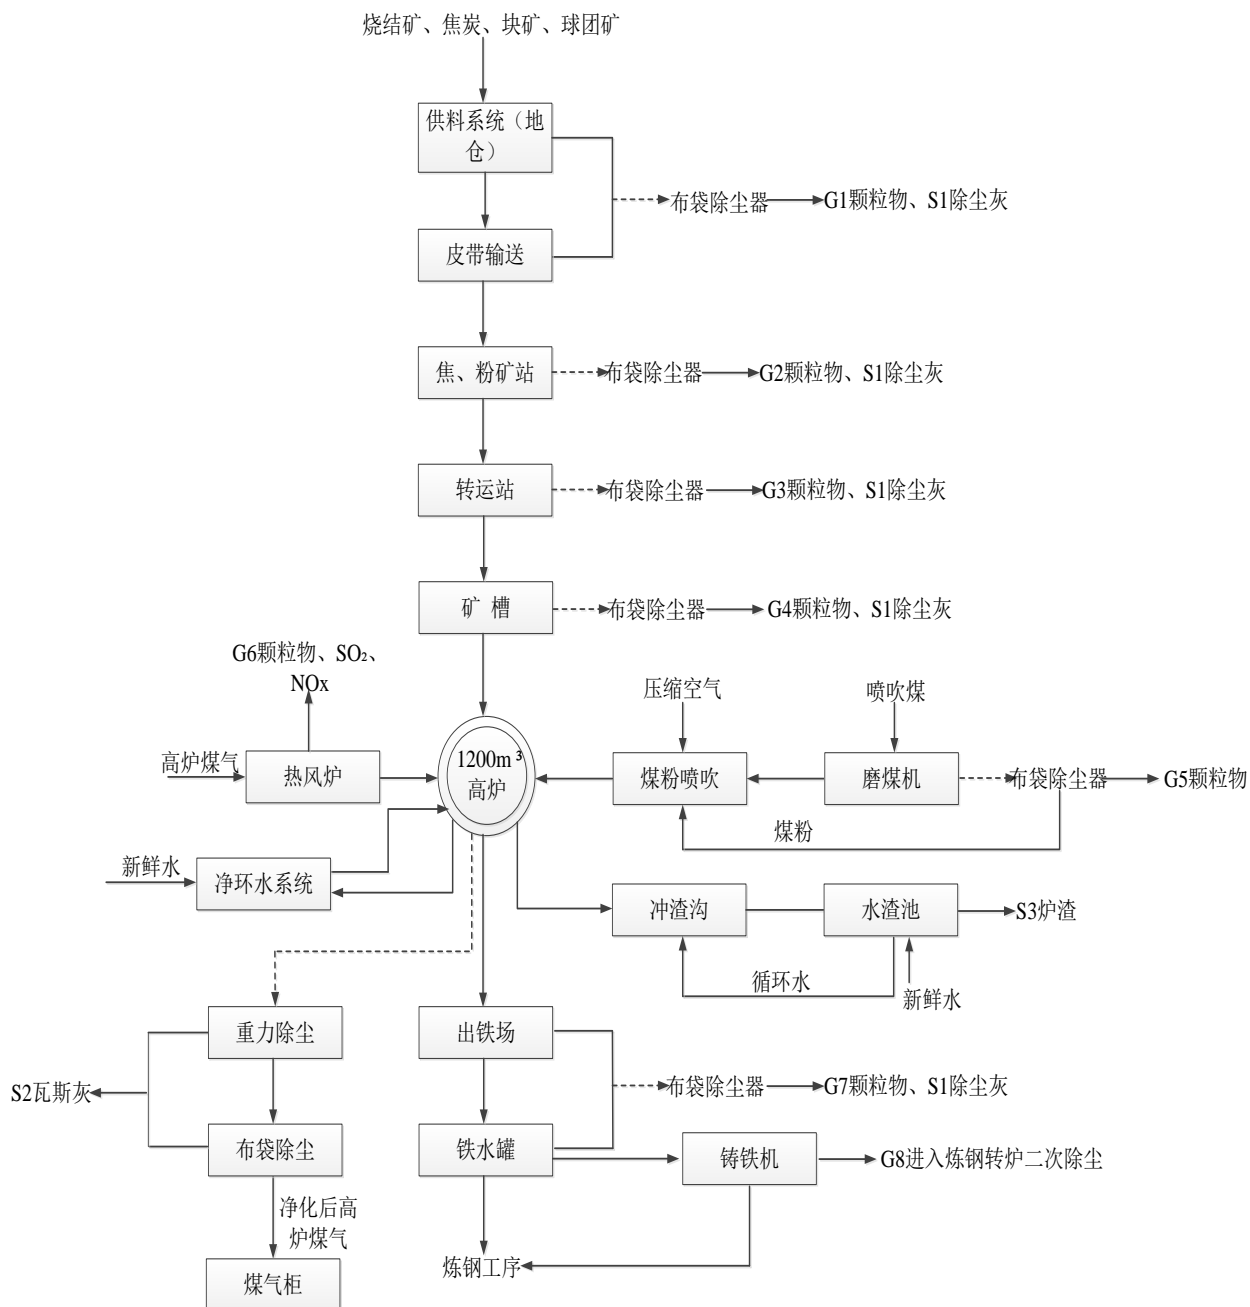 烧结矿、焦炭、块矿、球团矿
供料系统（地
仓）
布袋除尘器
G1颗粒物、S1除尘灰
皮带输送
焦、粉矿站
布袋除尘器
G2颗粒物、S1除尘灰
转运站
布袋除尘器
G3颗粒物、S1除尘灰
矿 槽
布袋除尘器
G4颗粒物、S1除尘灰
G6颗粒物、SO₂、
NOx
压缩空气
喷吹煤
高炉煤气
热风炉
1200m³
高炉
煤粉喷吹
磨煤机
布袋除尘器
G5颗粒物
煤粉
新鲜水
净环水系统
冲渣沟
水渣池
S3炉渣
循环水
新鲜水
重力除尘
出铁场
S2瓦斯灰
布袋除尘器
G7颗粒物、S1除尘灰
布袋除尘
铁水罐
铸铁机
G8进入炼钢转炉二次除尘
净化后高
炉煤气
炼钢工序
煤气柜